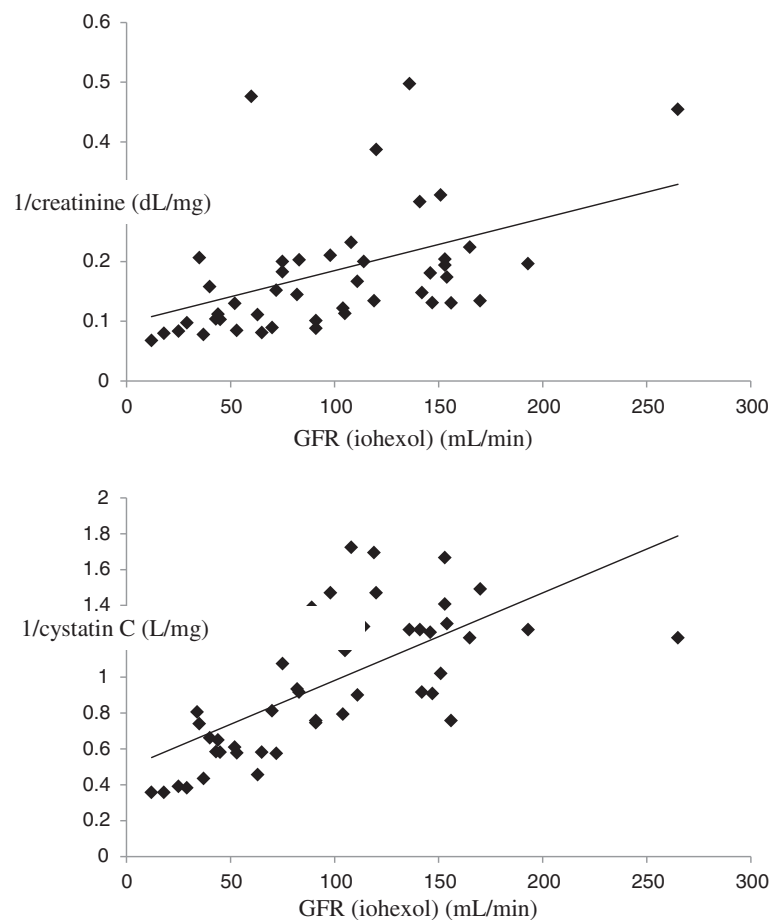 0.6
0.5
0.4
1/creatinine (dL/mg)
0.2
0.1
0
0 50 100 150 200 250 300
GFR (iohexol) (mL/min)
2
1.8
1.6
1.4
1/cystatin C (L/mg)
1
0.8
0.6
0.4
0.2
0
0 50 100 150 200 250 300
GFR (iohexol) (mL/min)